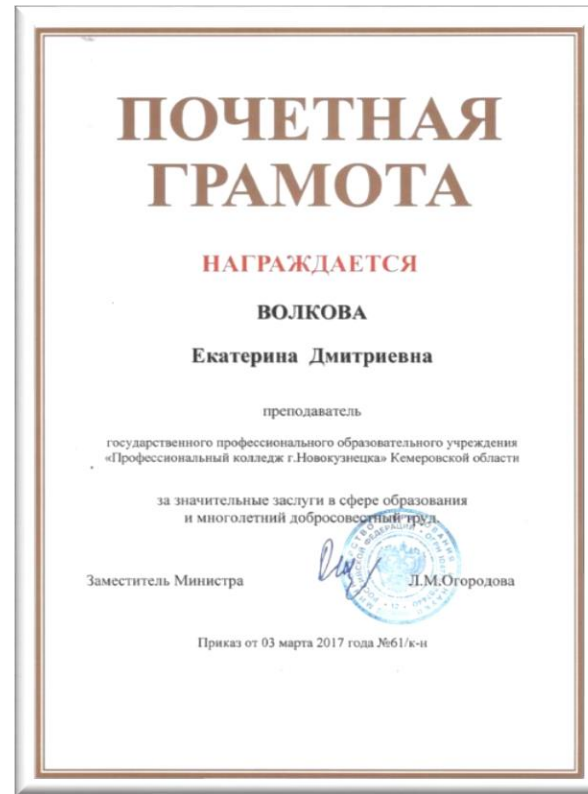 ПОЧЕТНАЯ
ГРАМОТА
НАГРАЖДАЕТСЯ
ВОЛКОВА
Екатерина Дмитриевна
преподаватель
государственного профессионального образовательного учреждения
«Профессиональный колледж г.Новокузнецка» Кемеровской области
за значительные заслуги в сфере образования
и многолетний добросовестный труд.
Заместитель Министра Л.М.Огородова
Приказ от 03 марта 2017 года №61/к-н